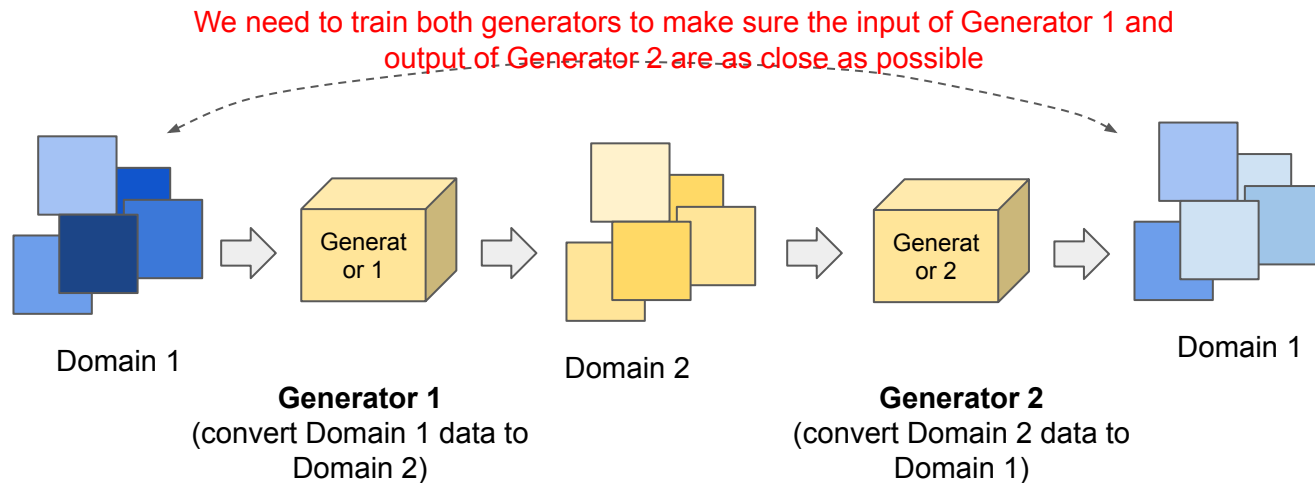 We need to train both generators to make sure the input of Generator 1 and
output of Generator 2 are as close as possible
Generat
or 1
Generat
or 2
Domain 1
Domain 2
Domain 1
Generator 1
(convert Domain 1 data to
Domain 2)
Generator 2
(convert Domain 2 data to
Domain 1)